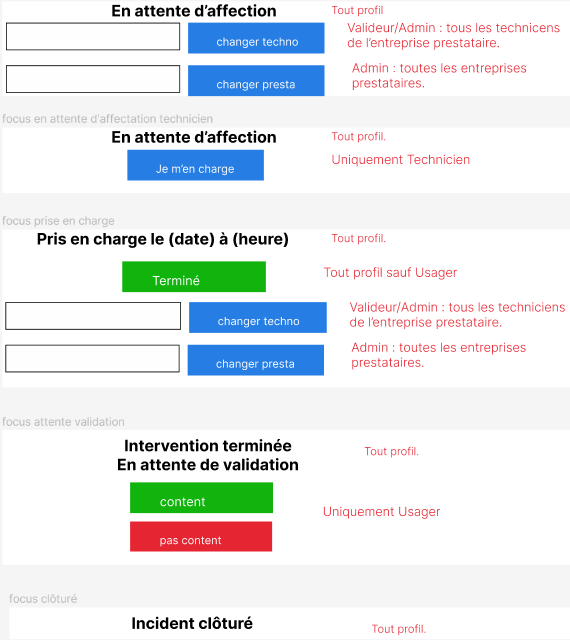 En attente d’affection
Tout profil
changer techno
Valideur/Admin : tous les technicens
de l’entreprise prestataire.
changer presta
Admin : toutes les entreprises
prestataires.
focus en attente d’affectation technicien
En attente d’affection
Tout profil.
Je m’en charge
Uniquement Technicien
focus prise en charge
Pris en charge le (date) à (heure)
Tout profil.
Terminé
Tout profil sauf Usager
changer techno
Valideur/Admin : tous les techniciens
de l’entreprise prestataire.
changer presta
Admin : toutes les entreprises
prestataires.
focus attente validation
Intervention terminée
En attente de validation
Tout profil.
content
Uniquement Usager
pas content
focus clôturé
Incident clôturé
Tout profil.